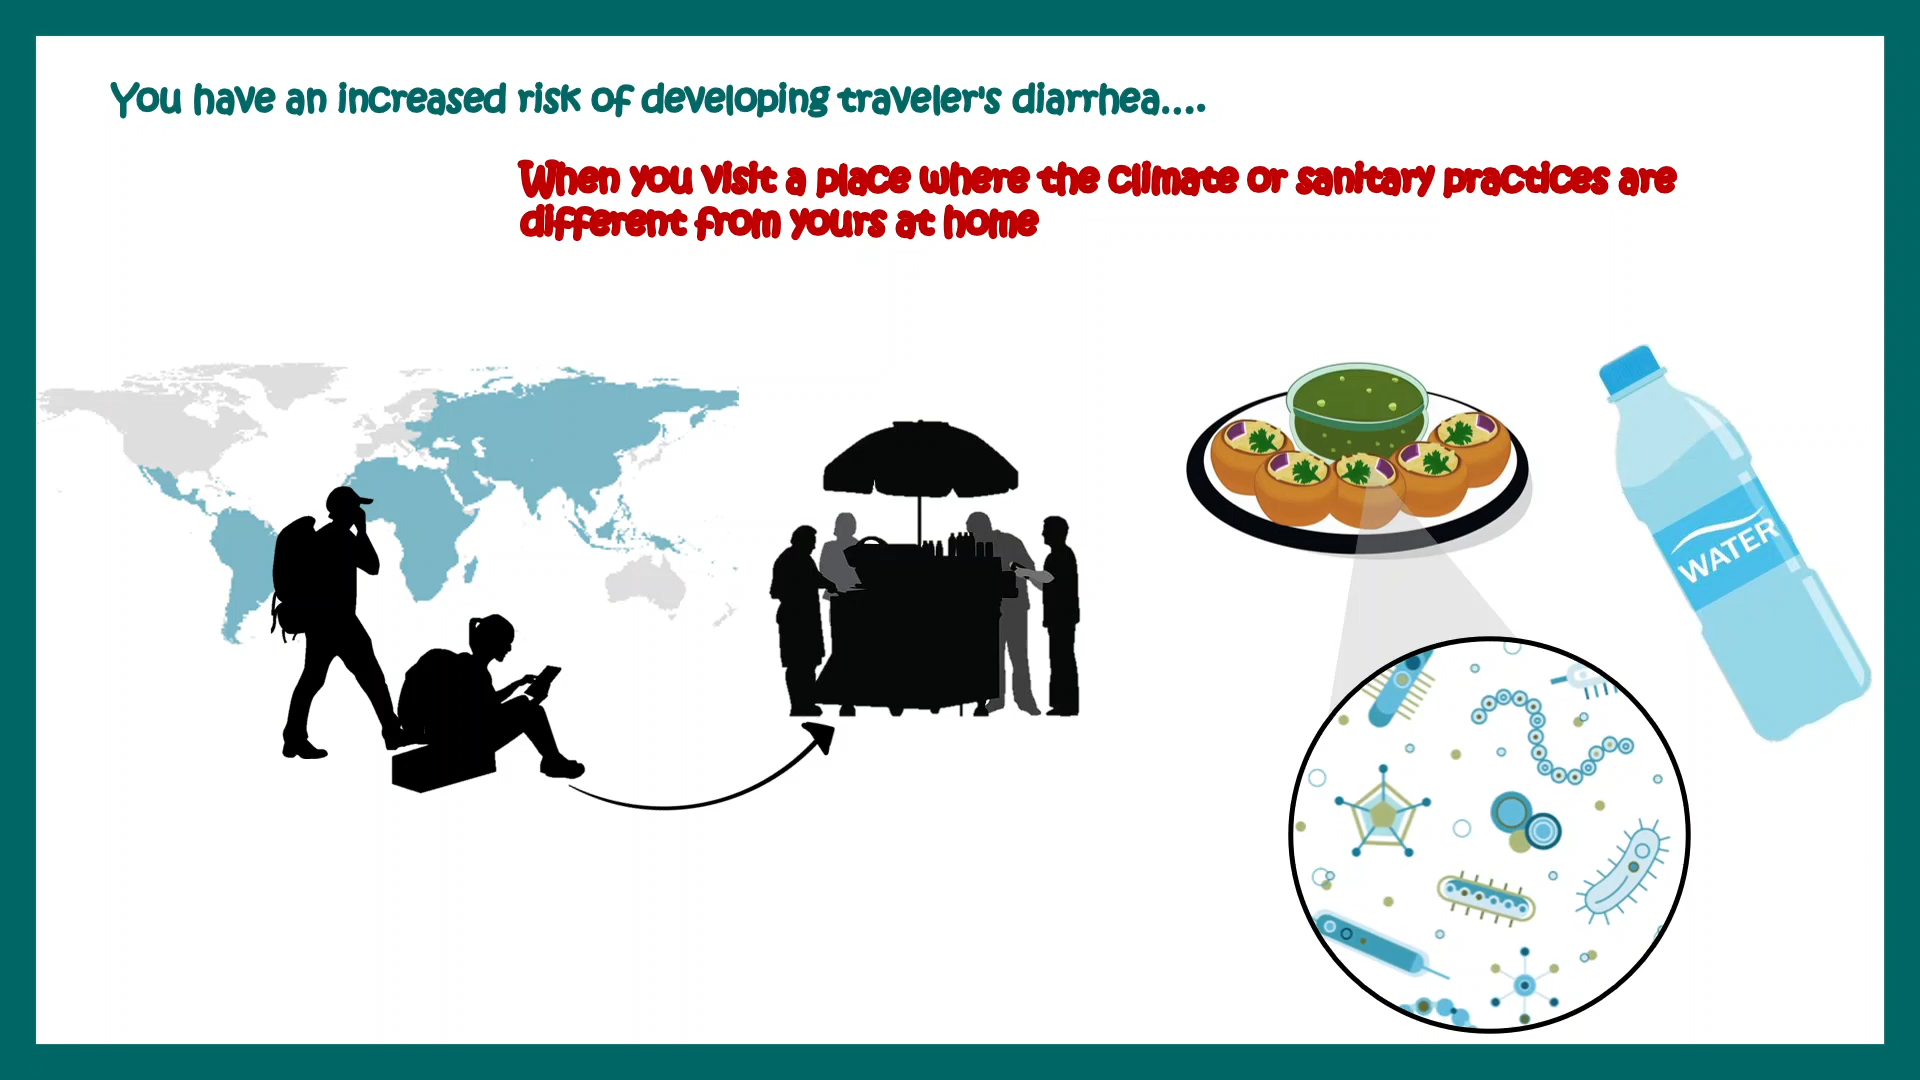 You have an increased risk of developing traveler's diarrhea....
When you visit a place where the climate or sanitary practices are
different from yours at home
WATER